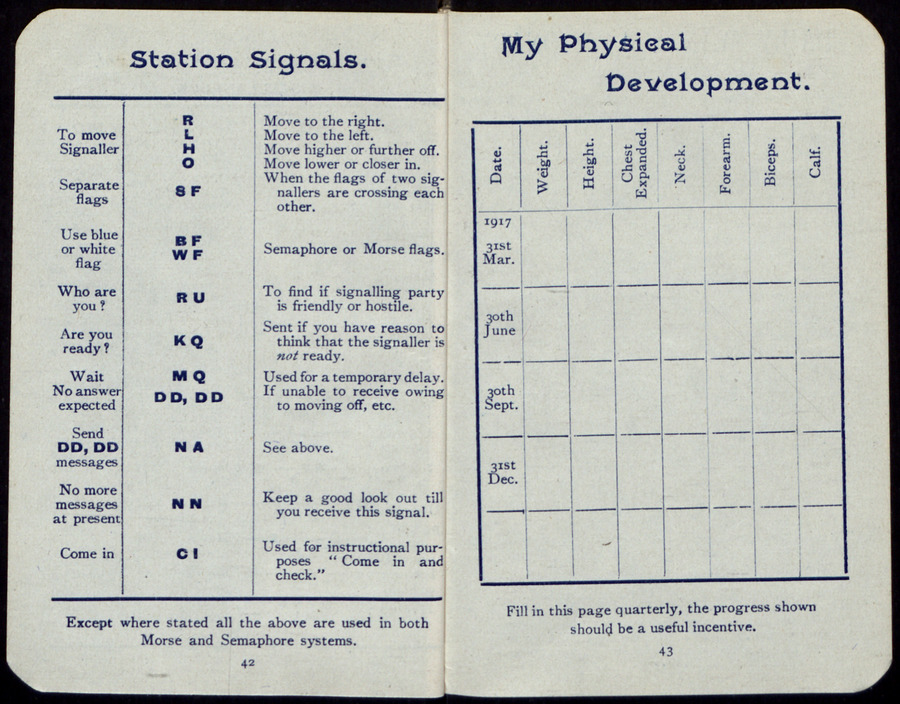 Station Signals.
To move
Signaller
R
L
H
O
Move to the right.
Move to the left.
Move higher or further off.
Move lower or closer in.
Separate
flags
S F
When the flags of two sig-
nallers are crossing each
other.
Use blue
or white
flag
B F
W F
Semaphore or Morse flags.
Who are
you?
R U
To find if signalling party
is friendly or hostile.
Are you
ready?
K Q
Sent if you have reason to
think that the signaller is
not ready.
Wait
M Q
Used for a temporary delay.
No answer
expected
DD, DD
If unable to receive owing
to moving off, etc.
Send
DD, DD
messages
N A
See above.
No more
messages
at present
N N
Keep a good look out till
you receive this signal.
Come in
C I
Used for instructional pur-
poses "Come in and
check."
Except where stated all the above are used in both
Morse and Semaphore systems.
42
My Physical
Development.
Date.
Weight.
Height.
Chest
Expanded.
Neck.
Forearm.
Biceps.
Calf.
1917
31st
Mar.
30th
June
30th
Sept.
31st
Dec.
Fill in this page quarterly, the progress shown
should be a useful incentive.
43